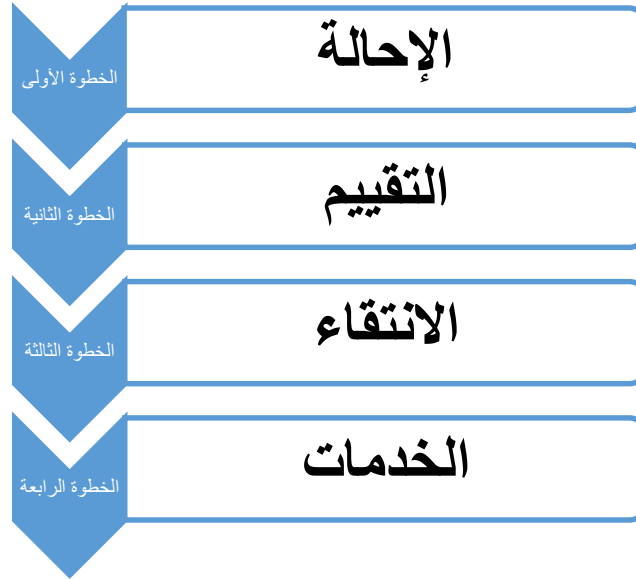 الخطوة الأولى
الإحالة
الخطوة الثانية
التقييم
الخطوة الثالثة
الانتقاء
الخطوة الرابعة
الخدمات